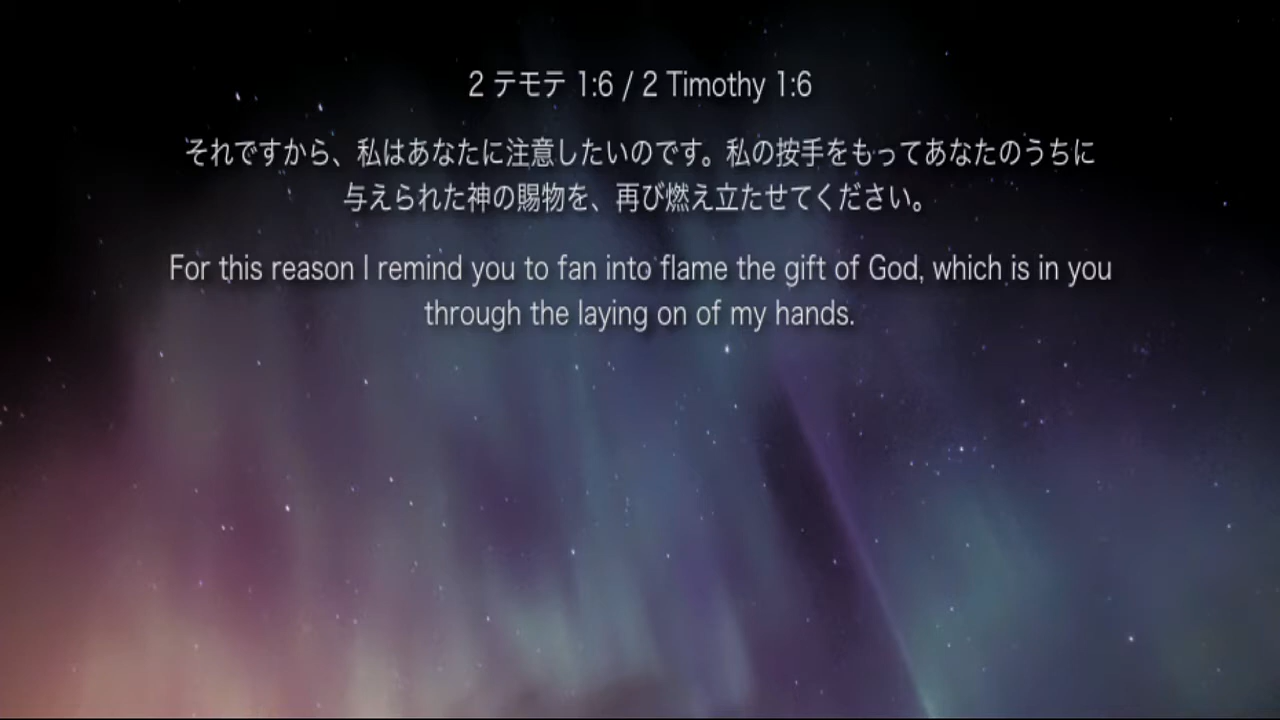 2 テモテ 1:6 / 2 Timothy 1:6
それですから、私はあなたに注意したいのです。私の按手をもってあなたのうちに
与えられた神の賜物を、再び燃え立たせてください。
For this reason I remind you to fan into flame the gift of God, which is in you
through the laying on of my hands.